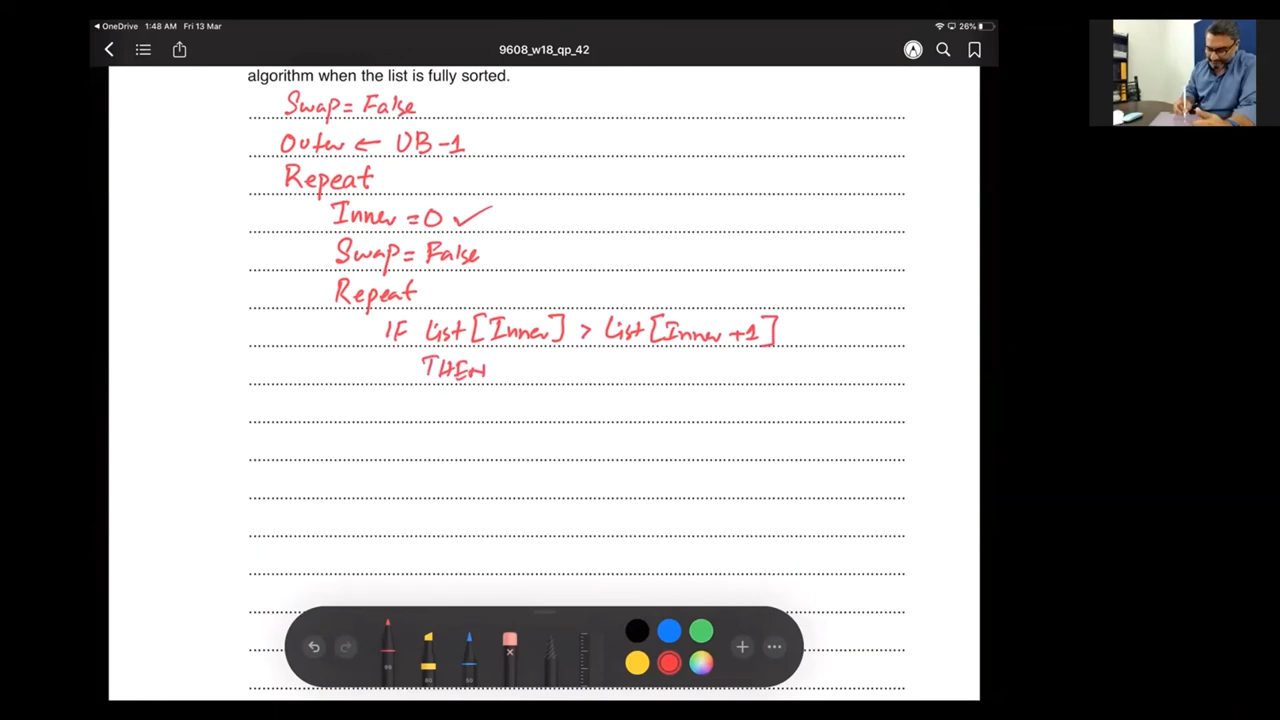 OneDrive 1:48 AM Fri 13 Mar
26%
9608_w18_qp_42
algorithm when the list is fully sorted.
Swap = False
Outer ← UB -1
Repeat
Inner = 0 ✓
Swap = False
Repeat
IF List [Inner] > List [Inner +1]
THEN